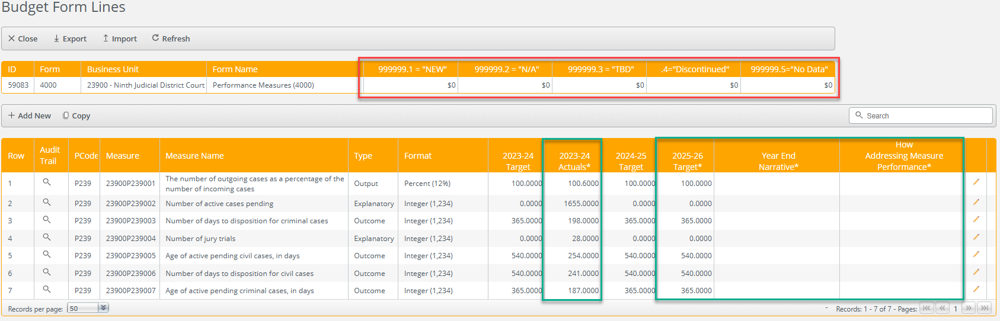 Budget Form Lines
Close Export Import Refresh
ID Form Business Unit Form Name 999999.1 = "NEW" 999999.2 = "N/A" 999999.3 = "TBD" .4="Discontinued" 999999.5="No Data"
59083 4000 23900 - Ninth Judicial District Court Performance Measures (4000) $0 $0 $0 $0 $0
+ Add New Copy Search
Row Audit Trail PCode Measure Measure Name Type Format 2023-24 Target 2023-24 Actuals* 2024-25 Target 2025-26 Target* Year End Narrative* How Addressing Measure Performance*
1 P239 23900P239001 The number of outgoing cases as a percentage of the number of incoming cases Output Percent (12%) 100.0000 100.6000 100.0000 100.0000
2 P239 23900P239002 Number of active cases pending Explanatory Integer (1,234) 0.0000 1655.0000 0.0000 0.0000
3 P239 23900P239003 Number of days to disposition for criminal cases Outcome Integer (1,234) 365.0000 198.0000 365.0000 365.0000
4 P239 23900P239004 Number of jury trials Explanatory Integer (1,234) 0.0000 28.0000 0.0000 0.0000
5 P239 23900P239005 Age of active pending civil cases, in days Outcome Integer (1,234) 540.0000 254.0000 540.0000 540.0000
6 P239 23900P239006 Number of days to disposition for civil cases Outcome Integer (1,234) 540.0000 241.0000 540.0000 540.0000
7 P239 23900P239007 Age of active pending criminal cases, in days Outcome Integer (1,234) 365.0000 187.0000 365.0000 365.0000
Records per page: 50 - Records: 1 - 7 of 7 - Pages: 1